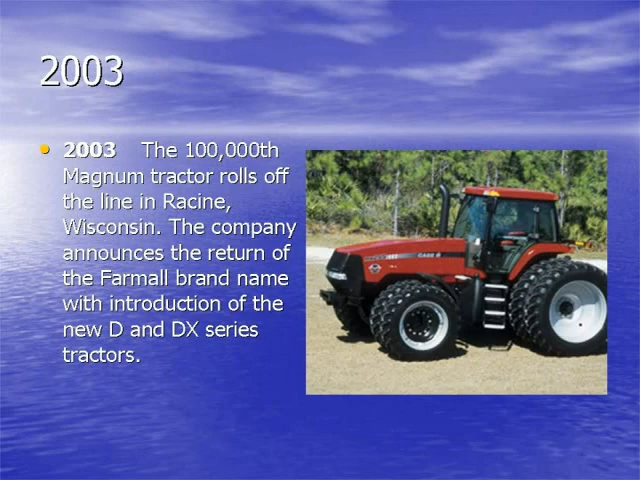 2003
• 2003 The 100,000th
Magnum tractor rolls off
the line in Racine,
Wisconsin. The company
announces the return of
the Farmall brand name
with introduction of the
new D and DX series
tractors.
CASE IH